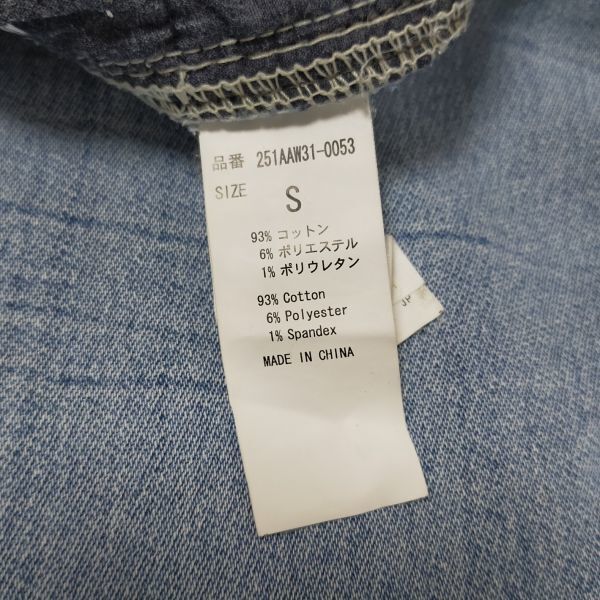 品番 251AAW31-0053
SIZE S
93% コットン
6% ポリエステル
1% ポリウレタン
93% Cotton
6% Polyester
1% Spandex
MADE IN CHINA
JP